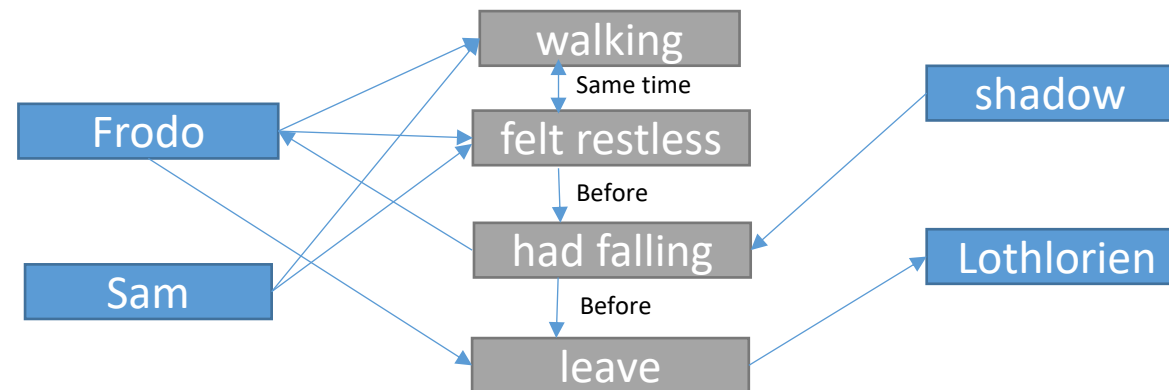 walking
Same time
shadow
Frodo
felt restless
Before
had falling
Lothlorien
Sam
Before
leave